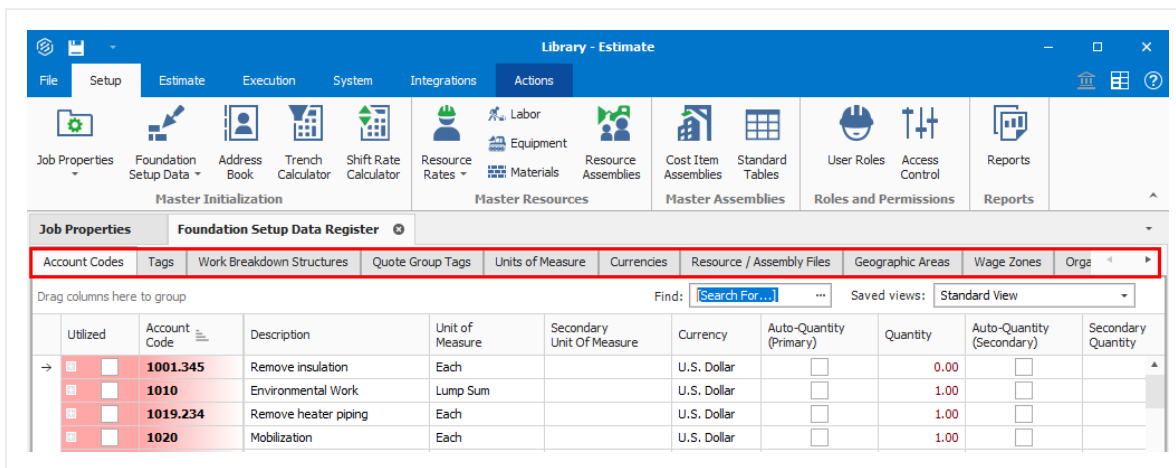 Library - Estimate
File Setup Estimate Execution System Integrations Actions
Job Properties
Foundation Setup Data
Address Book
Trench Calculator
Shift Rate Calculator
Master Initialization
Resource Rates
Labor
Equipment
Materials
Resource Assemblies
Master Resources
Cost Item Assemblies
Standard Tables
Master Assemblies
User Roles
Access Control
Roles and Permissions
Reports
Reports
Job Properties Foundation Setup Data Register
Account Codes Tags Work Breakdown Structures Quote Group Tags Units of Measure Currencies Resource / Assembly Files Geographic Areas Wage Zones Orga
Drag columns here to group Find: [Search For...] ... Saved views: Standard View
Utilized Account Code Description Unit of Measure Secondary Unit Of Measure Currency Auto-Quantity (Primary) Quantity Auto-Quantity (Secondary) Secondary Quantity
1001.345 Remove insulation Each U.S. Dollar 0.00
1010 Environmental Work Lump Sum U.S. Dollar 1.00
1019.234 Remove heater piping Each U.S. Dollar 1.00
1020 Mobilization Each U.S. Dollar 1.00